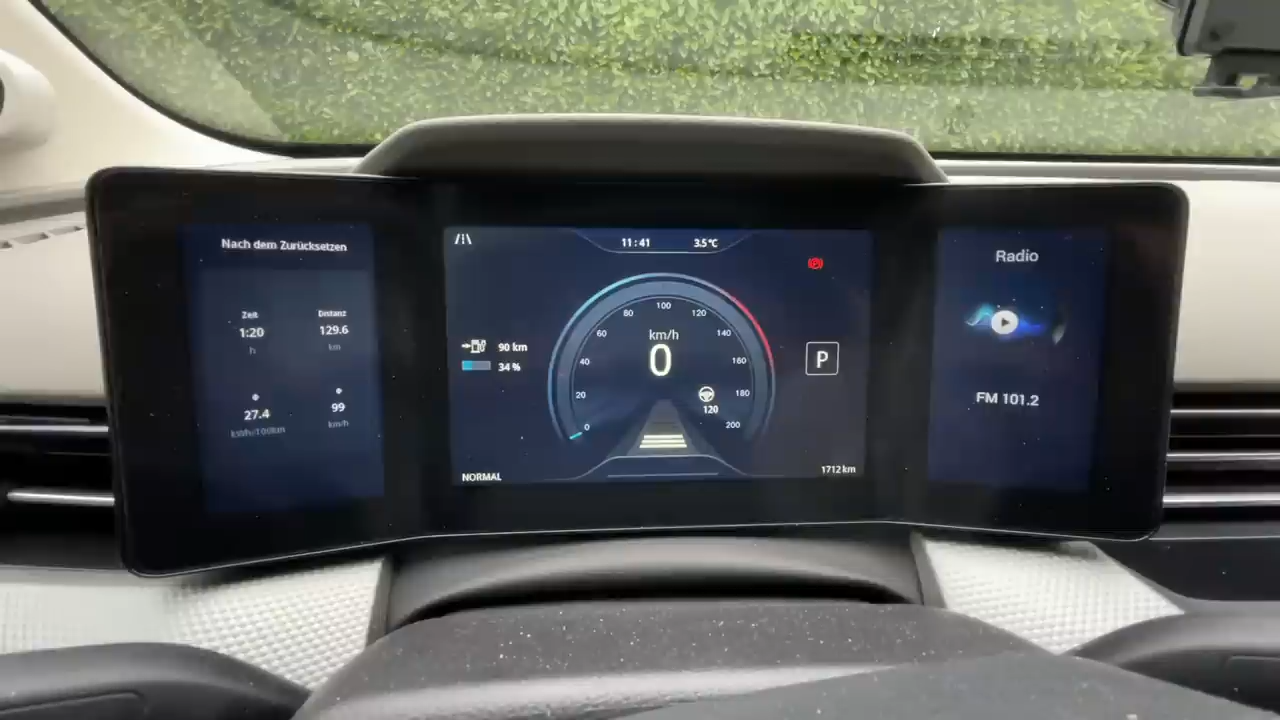 Nach dem Zurücksetzen
Zeit
Distanz
1:20
129.6
h
km
27.4
99
kWh/100km
km/h
11:41
3.5℃
90 km
34 %
km/h
0
0
20
40
60
80
100
120
140
160
180
200
120
P
NORMAL
1712 km
Radio
FM 101.2